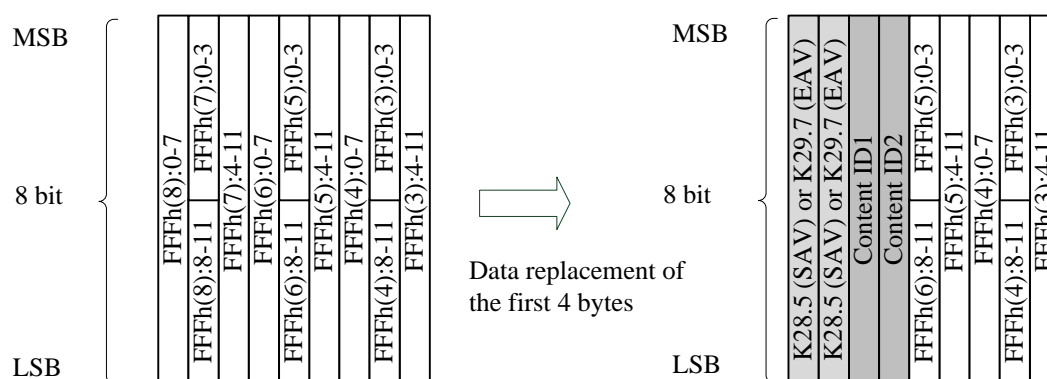 MSB
8 bit
LSB
FFFh(8):0-7
FFFh(7):0-3
FFFh(8):8-11
FFFh(7):4-11
FFFh(6):0-7
FFFh(5):0-3
FFFh(6):8-11
FFFh(5):4-11
FFFh(4):0-7
FFFh(3):0-3
FFFh(4):8-11
FFFh(3):4-11
Data replacement of
the first 4 bytes
MSB
8 bit
LSB
K28.5 (SAV) or K29.7 (EAV)
K28.5 (SAV) or K29.7 (EAV)
Content ID1
Content ID2
FFFh(5):0-3
FFFh(6):8-11
FFFh(5):4-11
FFFh(4):0-7
FFFh(3):0-3
FFFh(4):8-11
FFFh(3):4-11